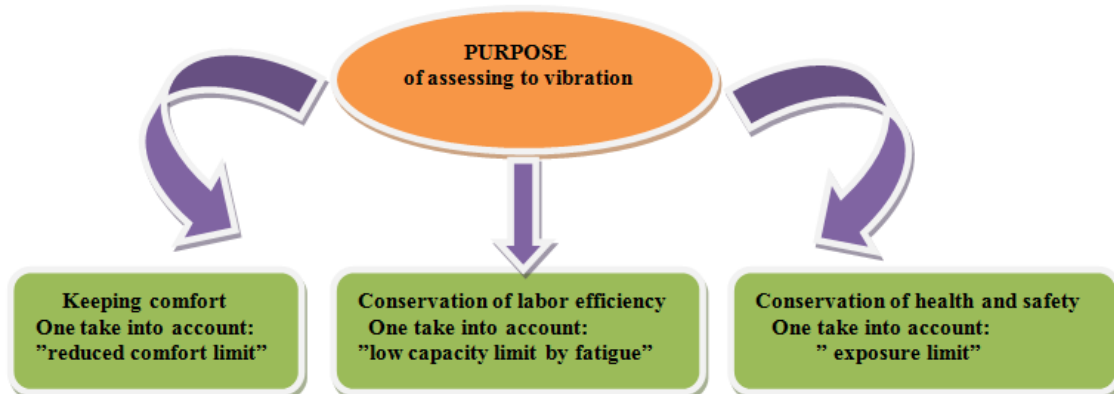 PURPOSE
of assessing to vibration
Keeping comfort
One take into account:
”reduced comfort limit”
Conservation of labor efficiency
One take into account:
”low capacity limit by fatigue”
Conservation of health and safety
One take into account:
” exposure limit”